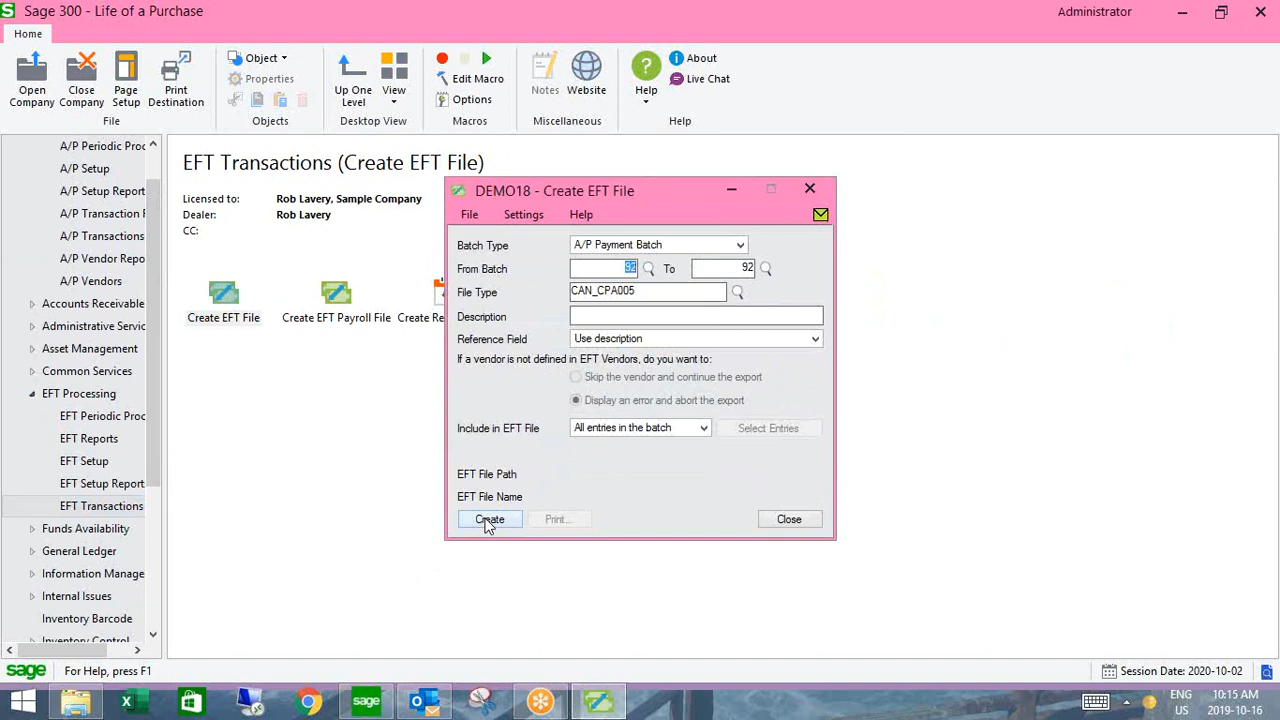 Sage 300 - Life of a Purchase
Administrator
Home
Open Company
Close Company
Page Setup
Print Destination
File
Object
Properties
Objects
Up One Level
View
Desktop View
Edit Macro
Options
Macros
Notes
Website
Miscellaneous
Help
About
Live Chat
Help
A/P Periodic Proc
A/P Setup
A/P Setup Report
A/P Transaction R
A/P Transactions
A/P Vendor Repo
A/P Vendors
Accounts Receivable
Administrative Servic
Asset Management
Common Services
EFT Processing
EFT Periodic Proc
EFT Reports
EFT Setup
EFT Setup Report
EFT Transactions
Funds Availability
General Ledger
Information Manage
Internal Issues
Inventory Barcode
Inventory Control
EFT Transactions (Create EFT File)
Licensed to: Rob Lavery, Sample Company
Dealer: Rob Lavery
CC:
Create EFT File
Create EFT Payroll File
Create Re
DEMO18 - Create EFT File
File Settings Help
Batch Type A/P Payment Batch
From Batch 92 To 92
File Type CAN_CPA005
Description
Reference Field Use description
If a vendor is not defined in EFT Vendors, do you want to:
Skip the vendor and continue the export
Display an error and abort the export
Include in EFT File All entries in the batch Select Entries
EFT File Path
EFT File Name
Create Print... Close
sage For Help, press F1
Session Date: 2020-10-02
sage
ENG
US
10:15 AM
2019-10-16